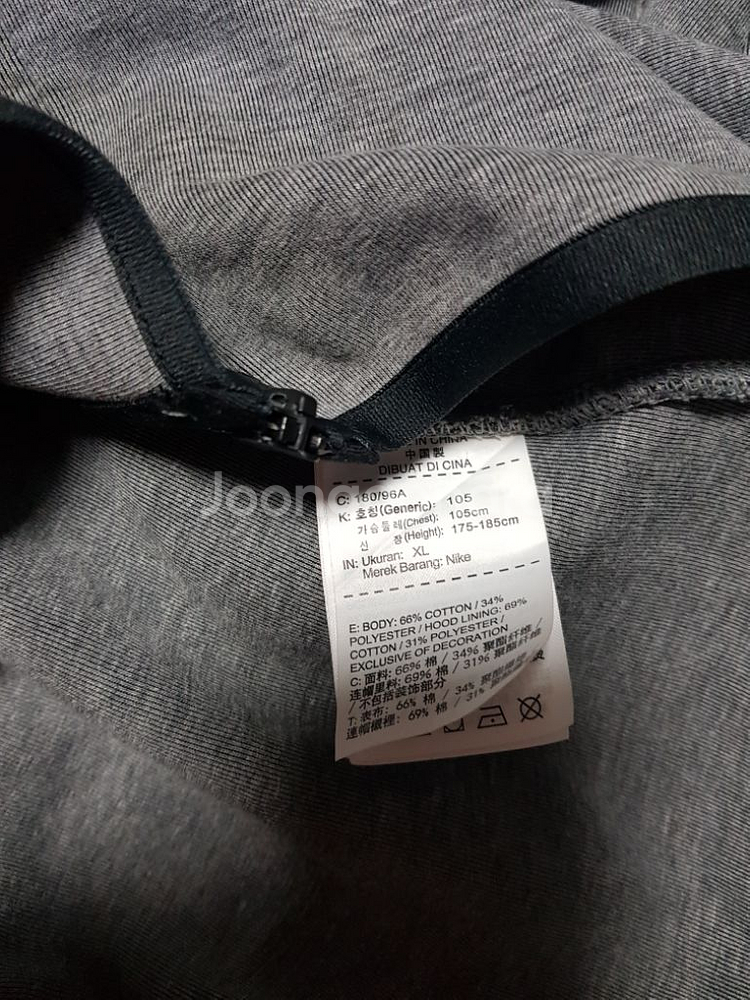 IN CHINA
中国製
DIBUAT DI CINA
C: 180/96A
K: 호칭(Generic): 105
가슴둘레(Chest): 105cm
신 장(Height): 175-185cm
IN: Ukuran: XL
Merek Barang: Nike
E: BODY: 66% COTTON / 34%
POLYESTER / HOOD LINING: 69%
COTTON / 31% POLYESTER /
EXCLUSIVE OF DECORATION
C: 面料: 66% 棉 / 34% 聚酯纤维 /
连帽里料: 69% 棉 / 31% 聚酯纤维
/ 不包括装饰部分
T: 表布: 66% 棉 / 34%
連帽襯裡: 69% 棉 / 31%